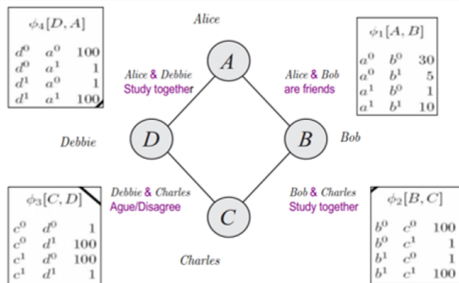 Alice
ϕ₄[D, A]
d⁰ a⁰ 100
d⁰ a¹ 1
d¹ a⁰ 1
d¹ a¹ 100
ϕ₁[A, B]
a⁰ b⁰ 30
a⁰ b¹ 5
a¹ b⁰ 1
a¹ b¹ 10
A
Alice & Debbie
Study together
Alice & Bob
are friends
Debbie
D
B
Bob
Debbie & Charles
Ague/Disagree
Bob & Charles
Study together
ϕ₃[C, D]
c⁰ d⁰ 1
c⁰ d¹ 100
c¹ d⁰ 100
c¹ d¹ 1
C
ϕ₂[B, C]
b⁰ c⁰ 100
b⁰ c¹ 1
b¹ c⁰ 1
b¹ c¹ 100
Charles